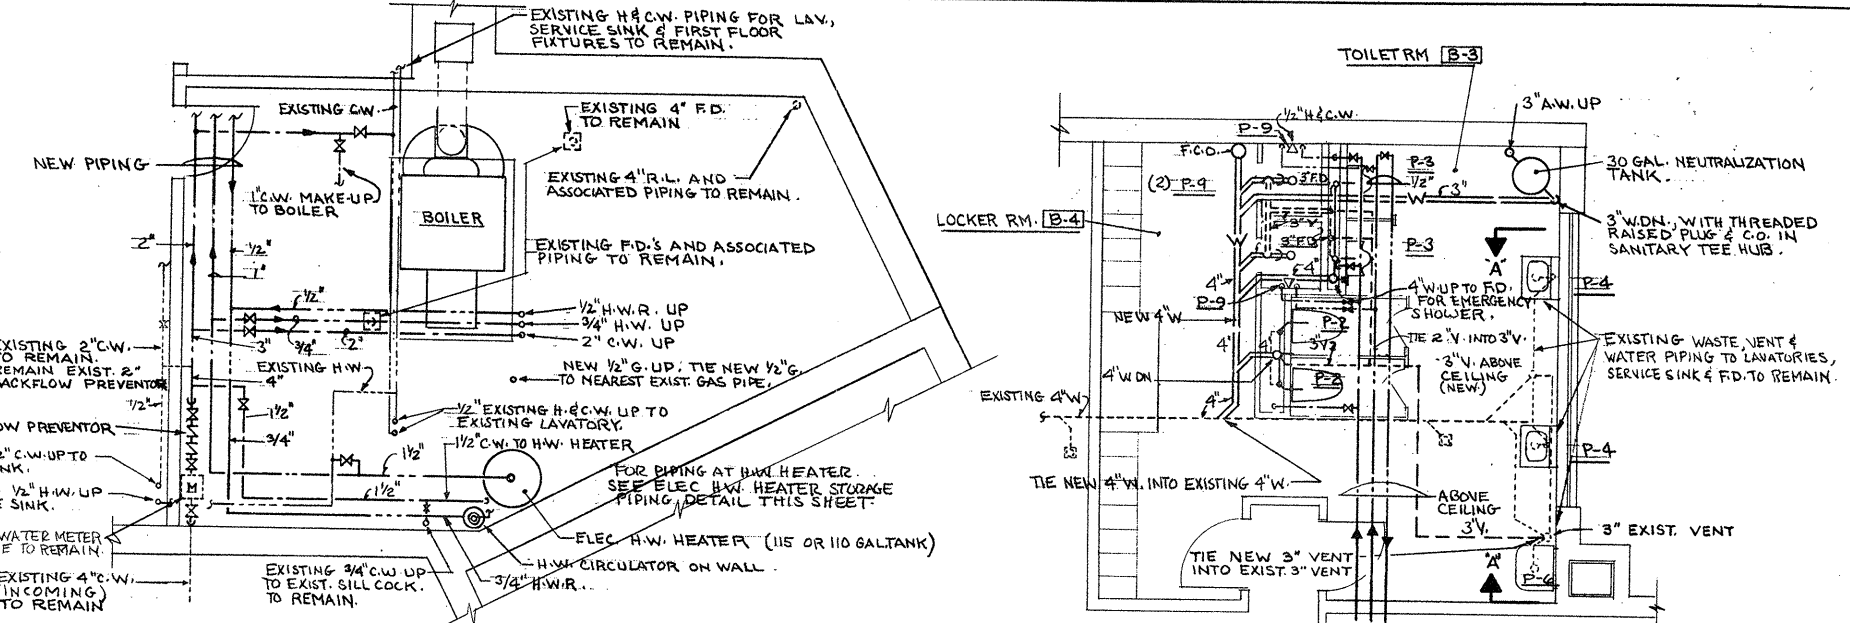 EXISTING H & C.W. PIPING FOR LAV.,
SERVICE SINK & FIRST FLOOR
FIXTURES TO REMAIN.
EXISTING C.W.
EXISTING 4" F.D.
TO REMAIN
NEW PIPING
1" C.W. MAKE-UP
TO BOILER
BOILER
EXISTING 4" R.L. AND
ASSOCIATED PIPING TO REMAIN.
EXISTING F.D.'S AND ASSOCIATED
PIPING TO REMAIN.
2"
1/2"
1"
1/2"
3/4"
2"
1/2" H.W.R. UP
3/4" H.W. UP
2" C.W. UP
3"
EXISTING 2" C.W.
TO REMAIN.
REMAIN EXIST. 2"
BACKFLOW PREVENTOR
EXISTING H.W.
4"
NEW 1/2" G. UP. TIE NEW 1/2" G.
TO NEAREST EXIST. GAS PIPE.
1/2"
1 1/2"
3/4"
1/2" EXISTING H. & C.W. UP TO
EXISTING LAVATORY.
1 1/2" C.W. TO H.W. HEATER
PREVENTOR
2" C.W. UP TO
1 1/2"
1 1/2"
1/2" H.W. UP
SINK.
M
FOR PIPING AT H.W. HEATER
SEE ELEC H.W. HEATER STORAGE
PIPING DETAIL THIS SHEET
WATER METER
TO REMAIN.
ELEC. H.W. HEATER (115 OR 110 GAL TANK)
H.W. CIRCULATOR ON WALL
3/4" H.W.R.
EXISTING 4" C.W.
INCOMING)
TO REMAIN
EXISTING 3/4" C.W UP
TO EXIST. SILL COCK.
TO REMAIN.
TOILET RM B-3
3" A.W. UP
1/2" H & C.W.
P-9
F.C.O.
P-3
1/2"
3"
30 GAL. NEUTRALIZATION
TANK.
(2) P-9
3" F.D
W
LOCKER RM. B-4
3" V
3" F.D
P-3
W
3" W. DN., WITH THREADED
RAISED PLUG & C.O. IN
SANITARY TEE HUB.
"A"
4"
4"
P-9
4" W. UP TO F.D.
FOR EMERGENCY
SHOWER.
P-4
NEW 4" W
P-2
TIE 2" V. INTO 3" V.
EXISTING WASTE, VENT &
WATER PIPING TO LAVATORIES,
SERVICE SINK & F.D. TO REMAIN.
3" V. ABOVE
CEILING
(NEW)
4" W DN
P-2
EXISTING 4" W
4"
P-4
TIE NEW 4" W. INTO EXISTING 4" W.
ABOVE
CEILING
3" V.
3" EXIST. VENT
TIE NEW 3" VENT
INTO EXIST. 3" VENT
"A"
P-6